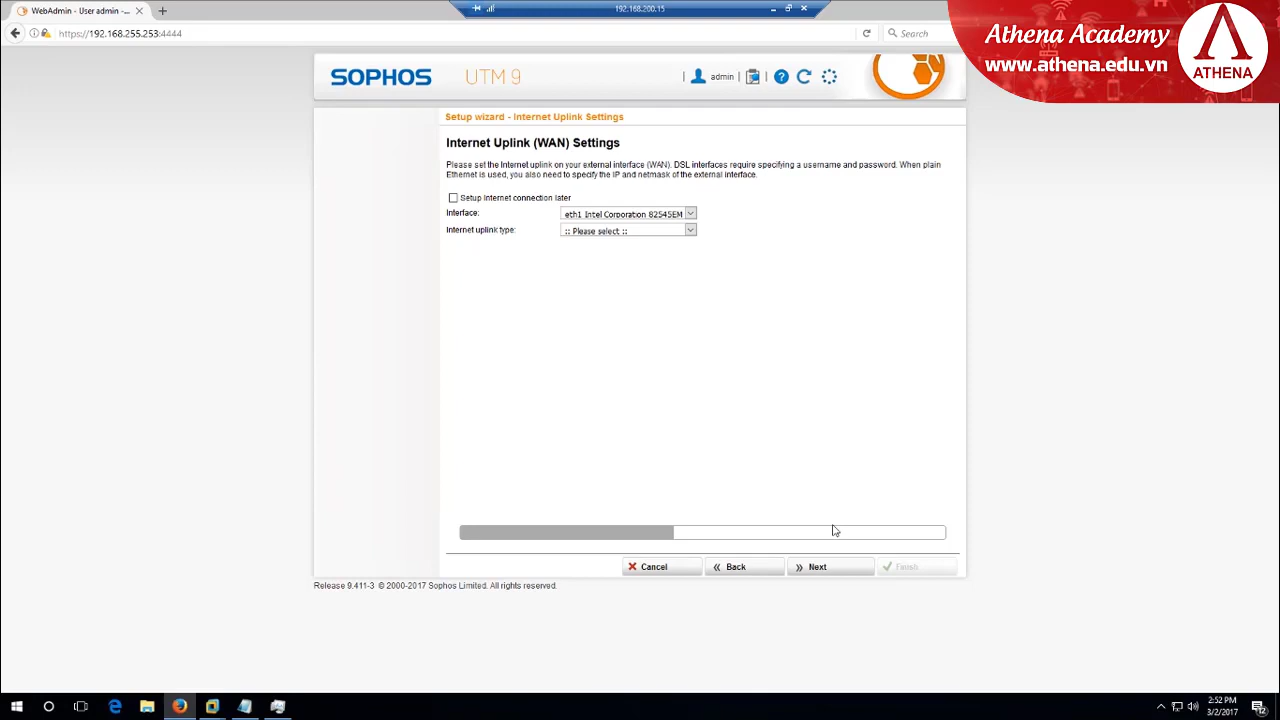 WebAdmin - User admin -...
192.168.200.15
https://192.168.255.253:4444
Search
Athena Academy
www.athena.edu.vn
ATHENA
SOPHOS
UTM 9
admin
Setup wizard - Internet Uplink Settings
Internet Uplink (WAN) Settings
Please set the Internet uplink on your external interface (WAN). DSL interfaces require specifying a username and password. When plain
Ethernet is used, you also need to specify the IP and netmask of the external interface.
Setup Internet connection later
Interface:
eth1 Intel Corporation 82545EM
Internet uplink type:
:: Please select ::
Cancel
Back
Next
Finish
Release 9.411-3 © 2000-2017 Sophos Limited. All rights reserved.
2:52 PM
3/2/2017
12